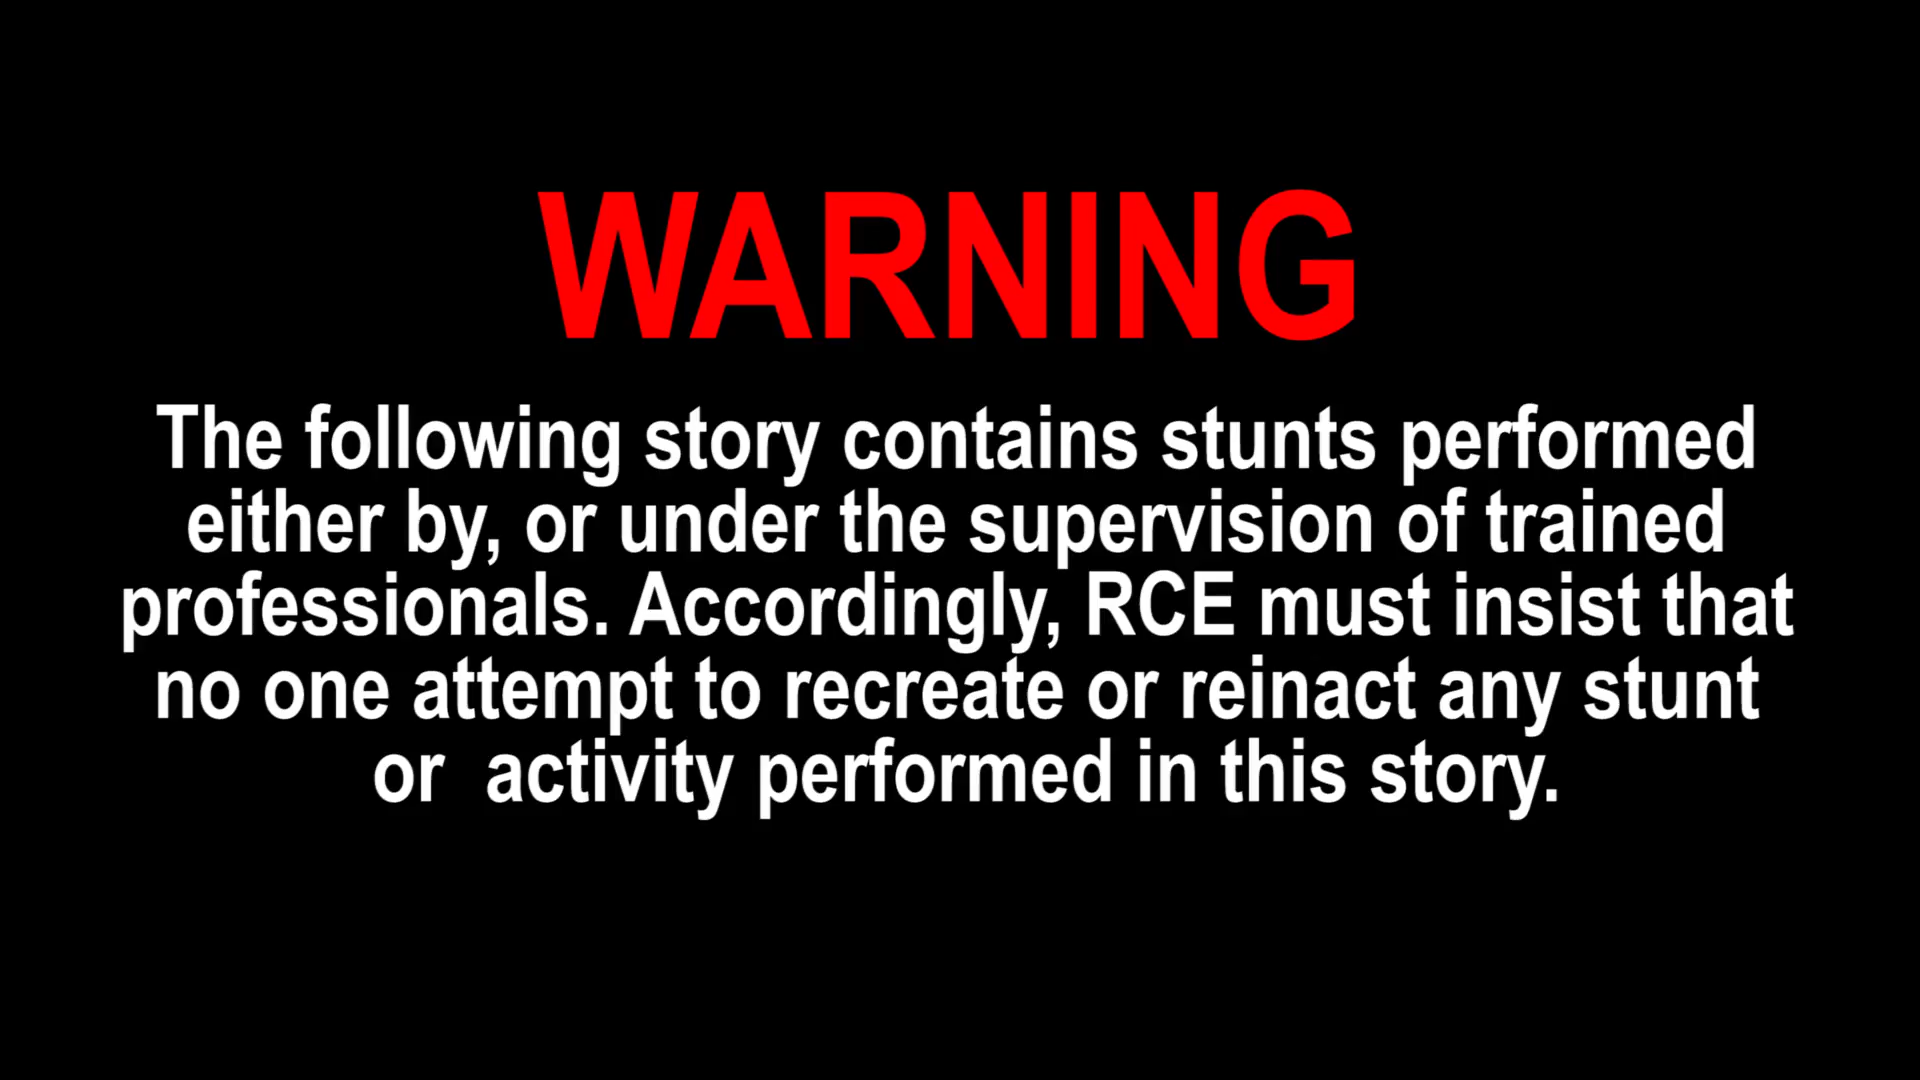 WARNING
The following story contains stunts performed
either by, or under the supervision of trained
professionals. Accordingly, RCE must insist that
no one attempt to recreate or reinact any stunt
or  activity performed in this story.